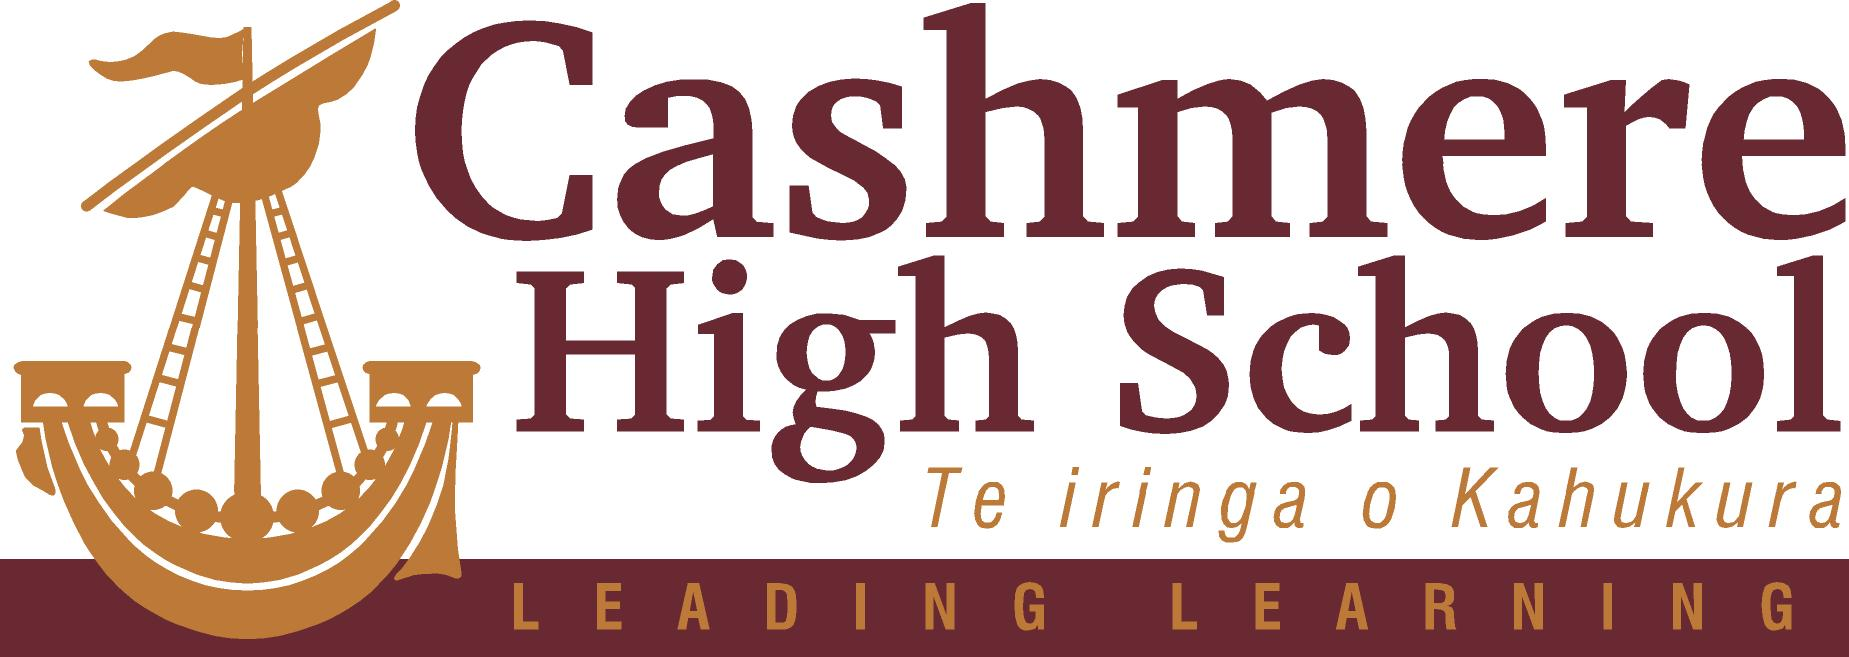 Cashmere
High School
Te iringa o Kahukura
LEADING LEARNING